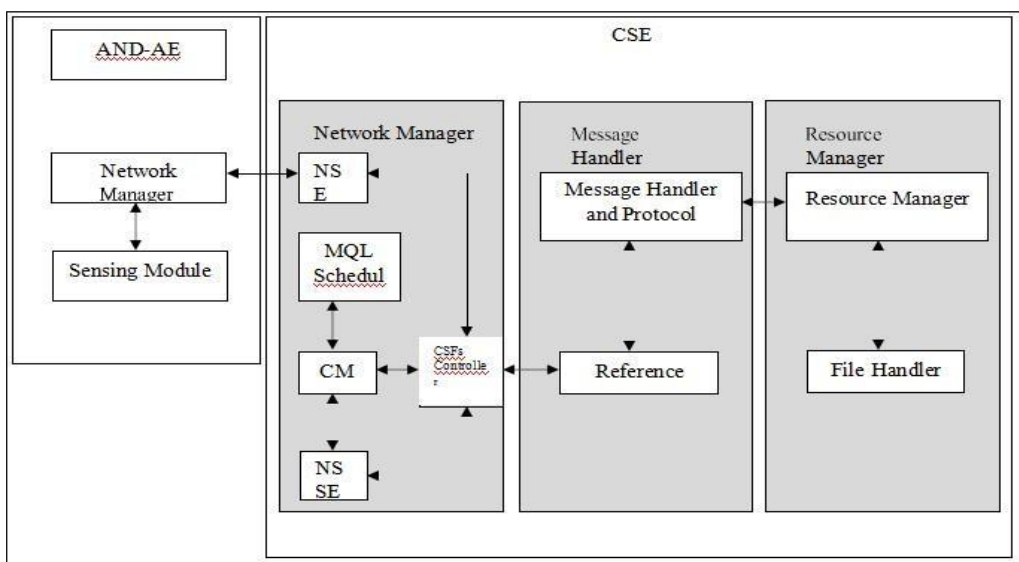 CSE
AND-AE
Network
Manager
Sensing Module
Network Manager
NS
E
MQL
Schedul
CM
CSFs
Controlle
r
NS
SE
Message
Handler
Message Handler
and Protocol
Reference
Resource
Manager
Resource Manager
File Handler